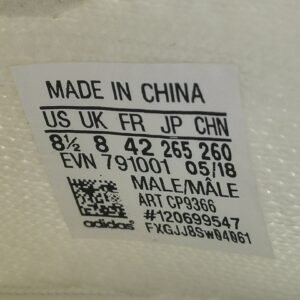 MADE IN CHINA
US UK FR JP CHN
8½ 8 42 265 260
EVN 791001 05/18
MALE/MÂLE
ART CP9366
#120699547
adidas FXGJJBSW04061